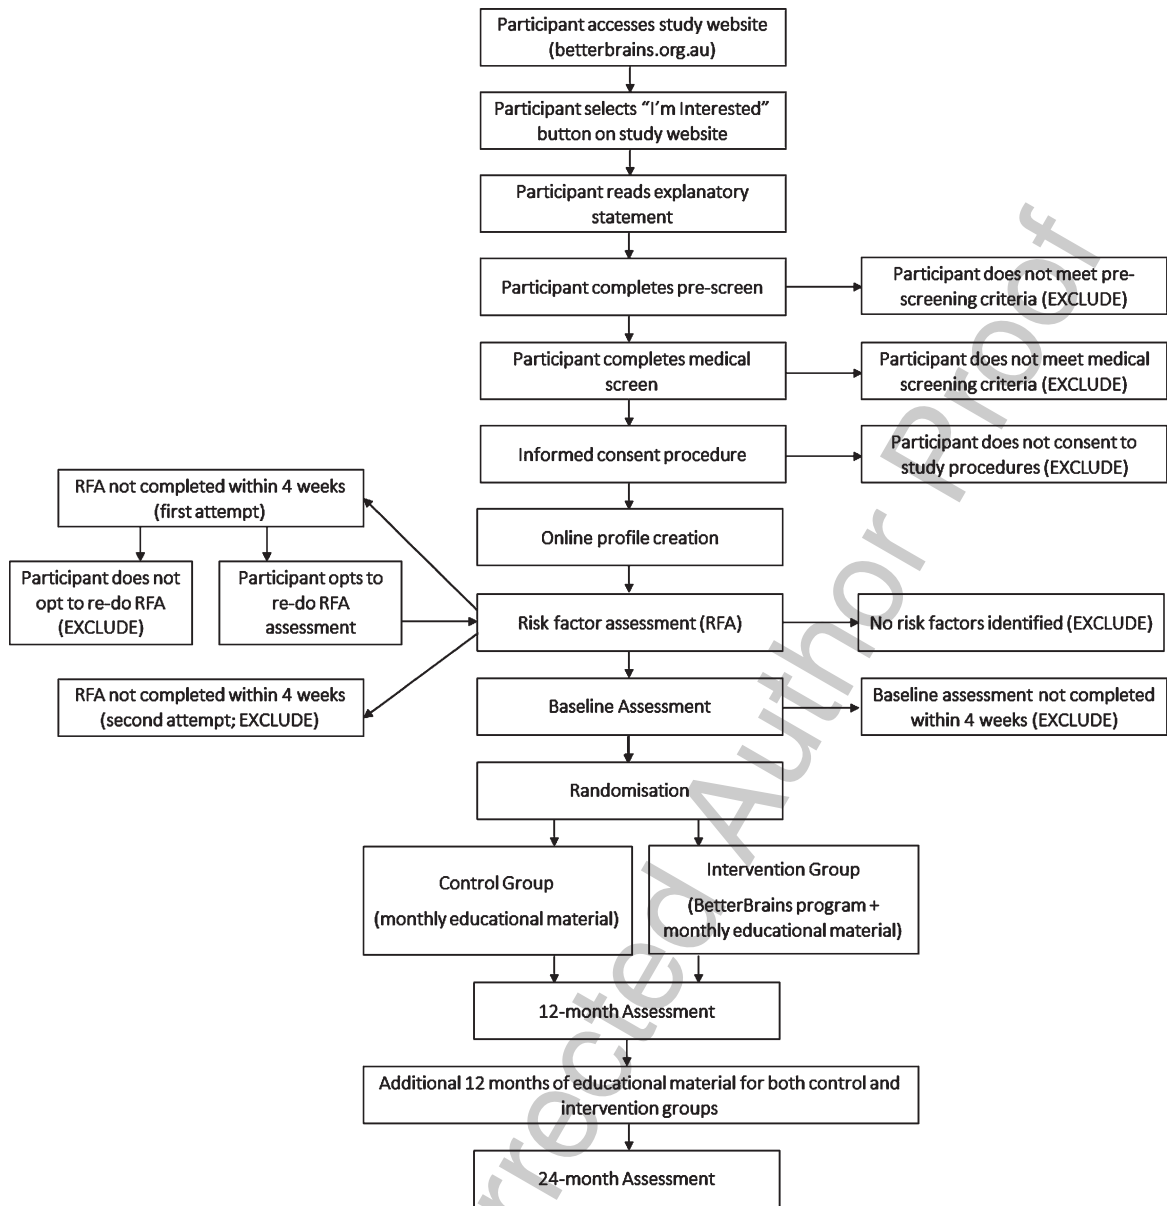 Participant accesses study website
(betterbrains.org.au)
Participant selects “I’m Interested”
button on study website
Participant reads explanatory
statement
Participant completes pre-screen
Participant does not meet pre-
screening criteria (EXCLUDE)
Participant completes medical
screen
Participant does not meet medical
screening criteria (EXCLUDE)
Informed consent procedure
Participant does not consent to
study procedures (EXCLUDE)
RFA not completed within 4 weeks
(first attempt)
Online profile creation
Participant does not
opt to re-do RFA
(EXCLUDE)
Participant opts to
re-do RFA
assessment
Risk factor assessment (RFA)
No risk factors identified (EXCLUDE)
RFA not completed within 4 weeks
(second attempt; EXCLUDE)
Baseline Assessment
Baseline assessment not completed
within 4 weeks (EXCLUDE)
Randomisation
Control Group
(monthly educational material)
Intervention Group
(BetterBrains program +
monthly educational material)
12-month Assessment
Additional 12 months of educational material for both control and
intervention groups
24-month Assessment
rrected Author Proof